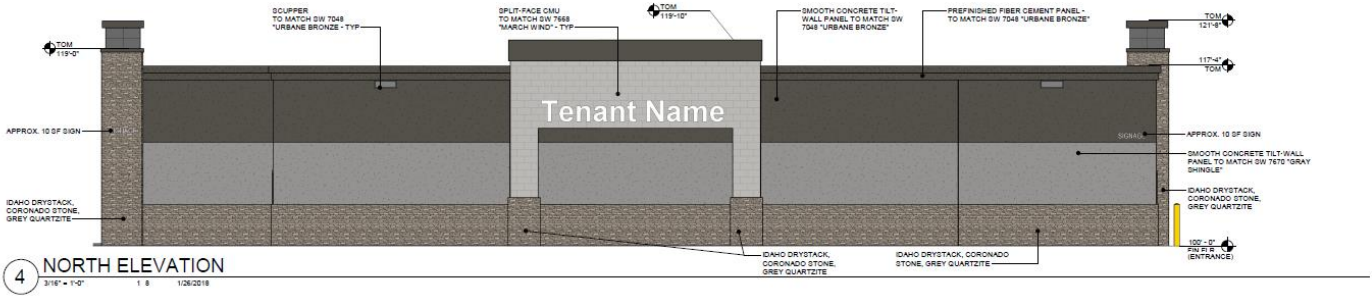 SCUPPER
TO MATCH SW 7048
"URBANE BRONZE - TYP
SPLIT-FACE CMU
TO MATCH SW 7668
"MARCH WIND" - TYP
TOM
119'-10"
SMOOTH CONCRETE TILT-
WALL PANEL TO MATCH SW
7048 "URBANE BRONZE"
PREFINISHED FIBER CEMENT PANEL -
TO MATCH SW 7048 "URBANE BRONZE"
TOM
121'-8"
TOM
119'-0"
117'-4"
TOM
Tenant Name
APPROX. 10 SF SIGN
SIGNAGE
APPROX. 10 SF SIGN
SMOOTH CONCRETE TILT-WALL
PANEL TO MATCH SW 7670 "GRAY
SHINGLE"
IDAHO DRYSTACK,
CORONADO STONE,
GREY QUARTZITE
IDAHO DRYSTACK,
CORONADO STONE,
GREY QUARTZITE
IDAHO DRYSTACK,
CORONADO STONE,
GREY QUARTZITE
IDAHO DRYSTACK, CORONADO
STONE, GREY QUARTZITE
100' - 0"
FIN FLR
(ENTRANCE)
4
NORTH ELEVATION
3/16" = 1'-0"
1 8
1/26/2018